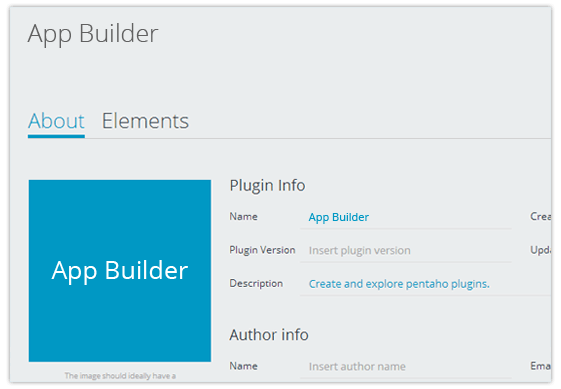 App Builder
About Elements
App Builder
Plugin Info
Name App Builder Crea
Plugin Version Insert plugin version Upda
Description Create and explore pentaho plugins.
Author info
Name Insert author name Ema
The image should ideally have a